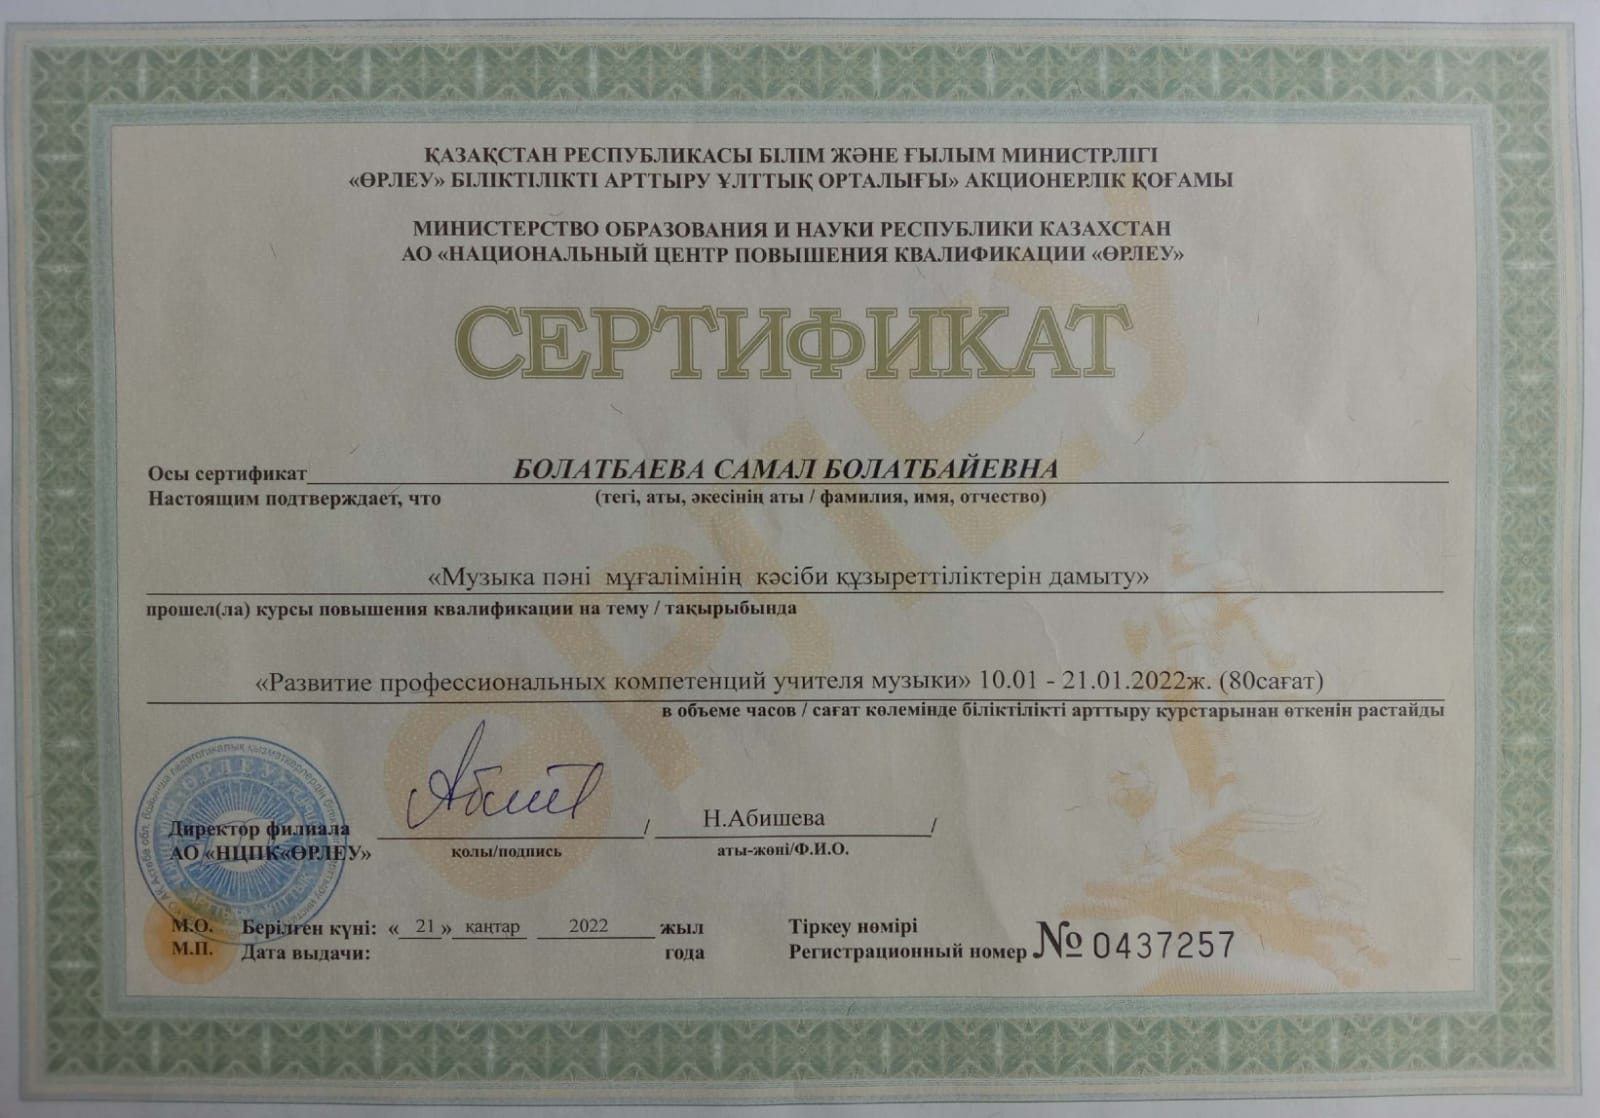 ҚАЗАҚСТАН РЕСПУБЛИКАСЫ БІЛІМ ЖӘНЕ ҒЫЛЫМ МИНИСТРЛІГІ
«ӨРЛЕУ» БІЛІКТІЛІКТІ АРТТЫРУ ҰЛТТЫҚ ОРТАЛЫҒЫ» АКЦИОНЕРЛІК ҚОҒАМЫ
МИНИСТЕРСТВО ОБРАЗОВАНИЯ И НАУКИ РЕСПУБЛИКИ КАЗАХСТАН
АО «НАЦИОНАЛЬНЫЙ ЦЕНТР ПОВЫШЕНИЯ КВАЛИФИКАЦИИ «ӨРЛЕУ»
СЕРТИФИКАТ
ӨРЛЕУ
Осы сертификат БОЛАТБАЕВА САМАЛ БОЛАТБАЙЕВНА
Настоящим подтверждает, что (тегі, аты, әкесінің аты / фамилия, имя, отчество)
«Музыка пәні мұғалімінің кәсіби құзыреттіліктерін дамыту»
прошел(ла) курсы повышения квалификации на тему / тақырыбында
«Развитие профессиональных компетенций учителя музыки» 10.01 - 21.01.2022ж. (80сағат)
в объеме часов / сағат көлемінде біліктілікті арттыру курстарынан өткенін растайды
Директор филиала / Н.Абишева /
АО «НЦПК«ӨРЛЕУ» қолы/подпись аты-жөні/Ф.И.О.
М.О. Берілген күні: « 21 » қаңтар 2022 жыл Тіркеу нөмірі
М.П. Дата выдачи: года Регистрационный номер № 0437257